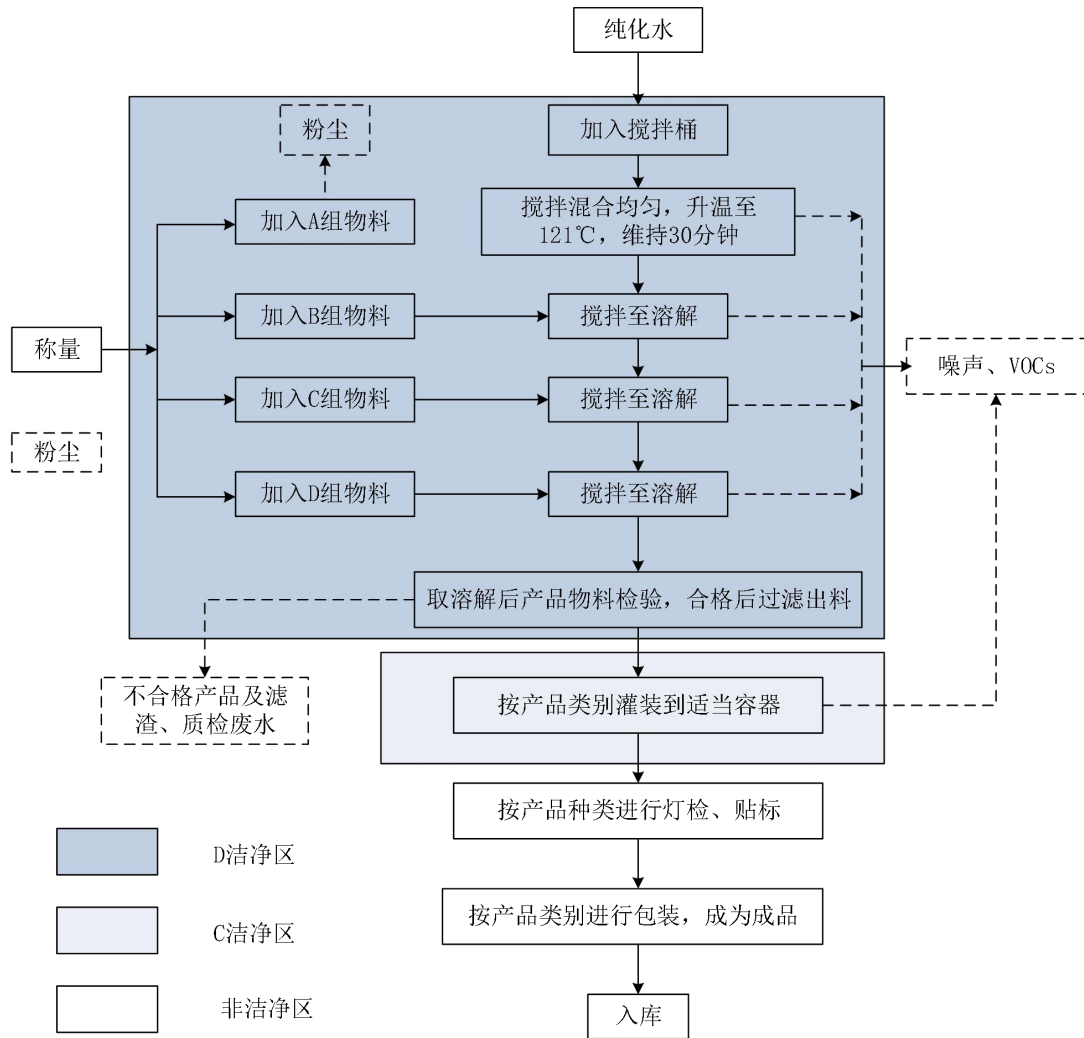 纯化水
加入搅拌桶
粉尘
搅拌混合均匀，升温至
121℃，维持30分钟
加入A组物料
加入B组物料
搅拌至溶解
称量
噪声、VOCs
加入C组物料
搅拌至溶解
粉尘
加入D组物料
搅拌至溶解
取溶解后产品物料检验，合格后过滤出料
不合格产品及滤
渣、质检废水
按产品类别灌装到适当容器
按产品种类进行灯检、贴标
D洁净区
按产品类别进行包装，成为成品
C洁净区
非洁净区
入库